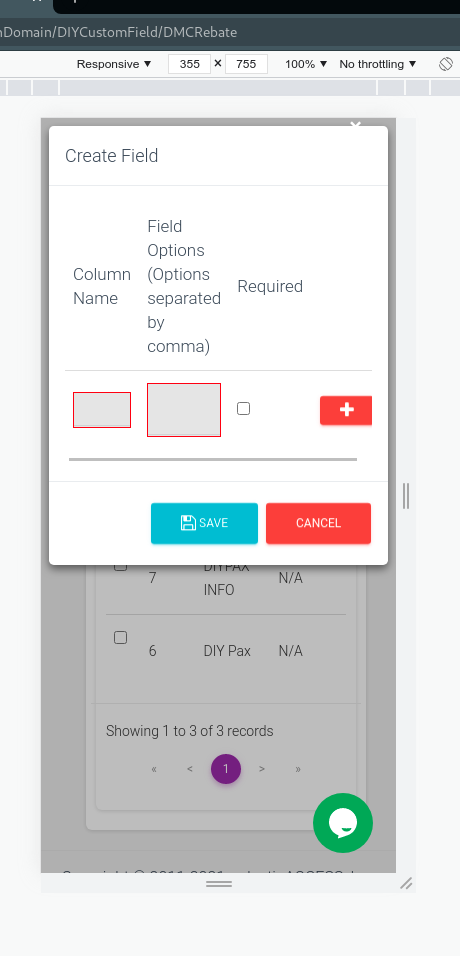 nDomain/DIYCustomField/DMCRebate
Responsive ▼ 355 × 755 100% ▼ No throttling ▼
×
Create Field
Column
Name
Field
Options
(Options
separated
by
comma)
Required
+
SAVE CANCEL
7 DIYPAX
INFO N/A
6 DIY Pax N/A
Showing 1 to 3 of 3 records
« < 1 > »